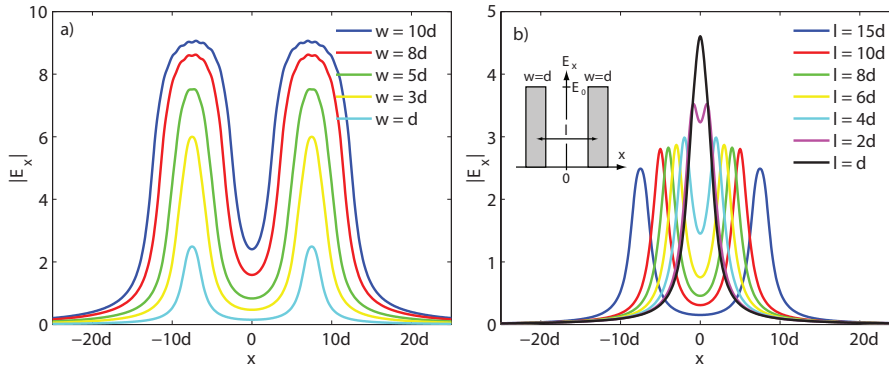 a)
w = 10d
w = 8d
w = 5d
w = 3d
w = d
10
8
6
4
2
0
|E_x|
−20d
−10d
0
10d
20d
x
b)
l = 15d
l = 10d
l = 8d
l = 6d
l = 4d
l = 2d
l = d
E_x
w=d
w=d
E_0
l
x
0
5
4
3
2
1
0
|E_x|
−20d
−10d
0
10d
20d
x